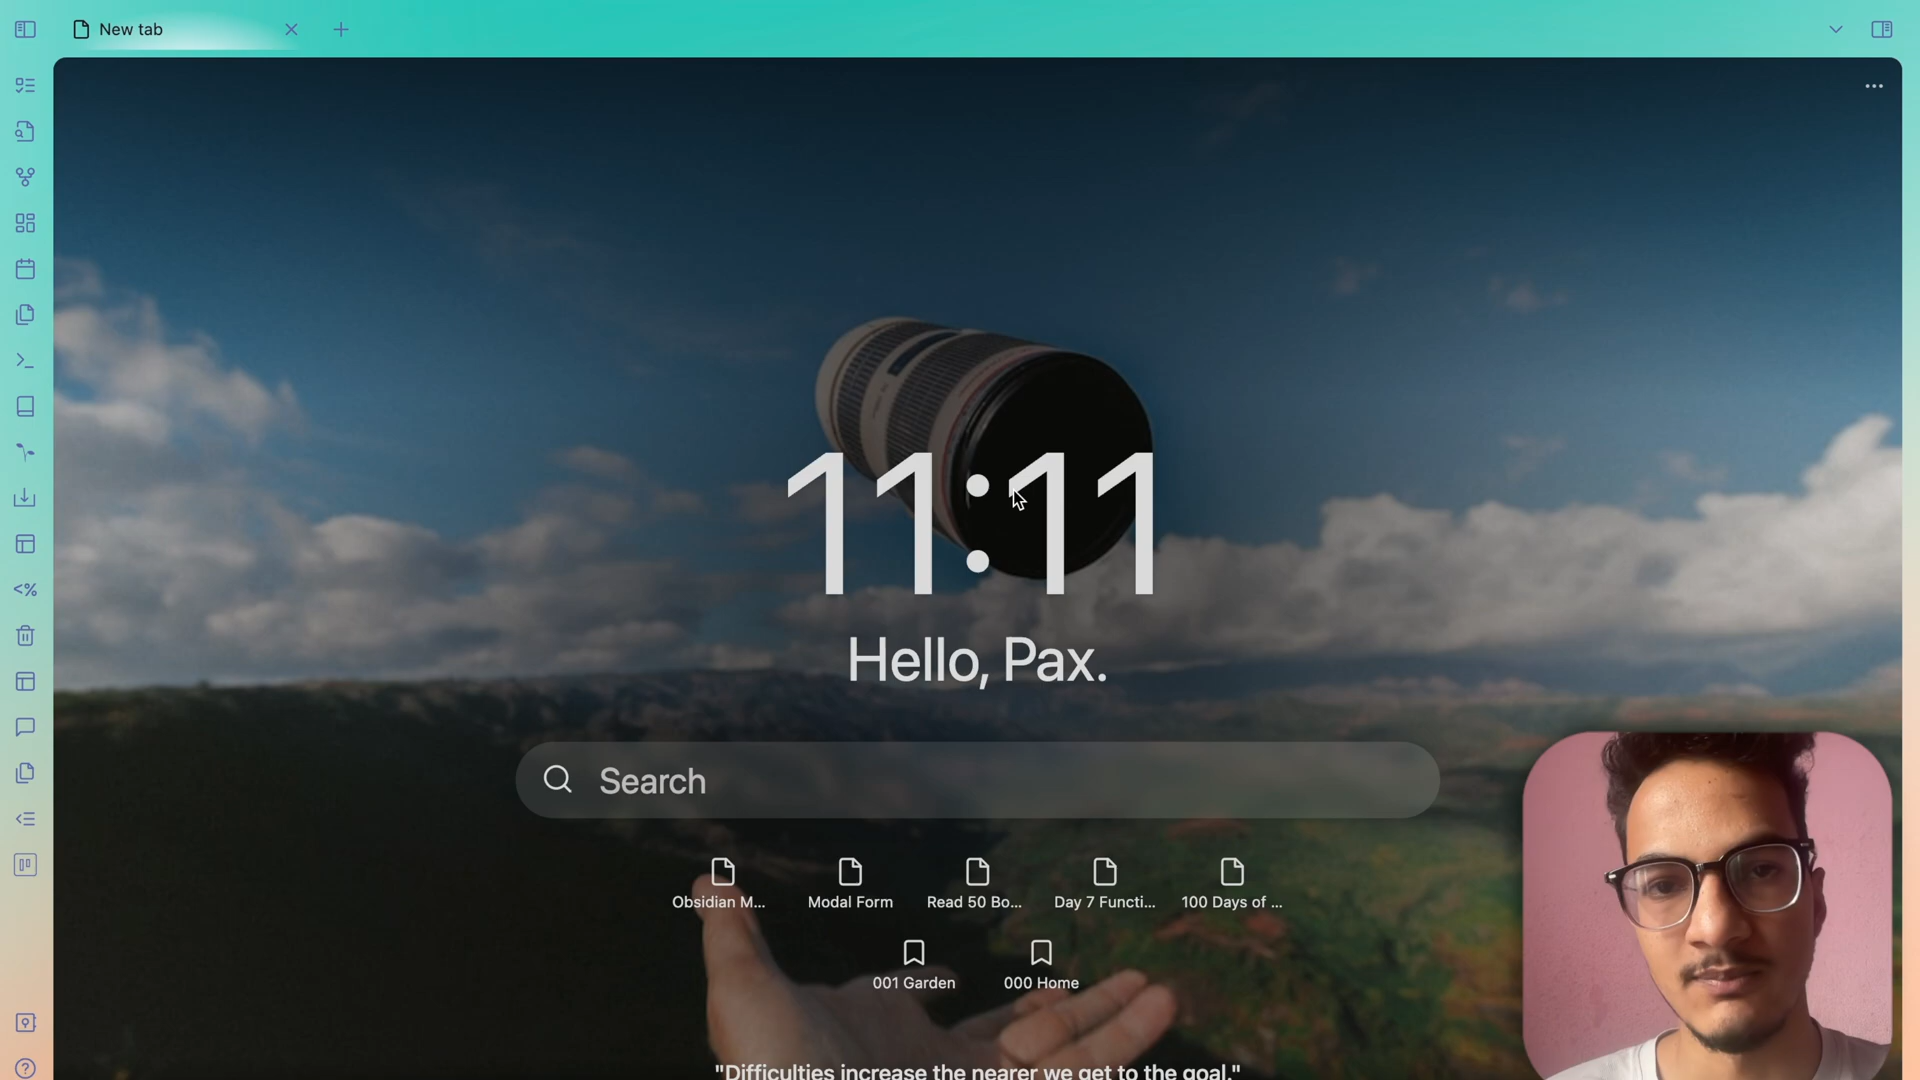 New tab
11:11
Hello, Pax.
Search
Obsidian M...
Modal Form
Read 50 Bo...
Day 7 Functi...
100 Days of ...
001 Garden
000 Home
"Difficulties increase the nearer we get to the goal."
<%